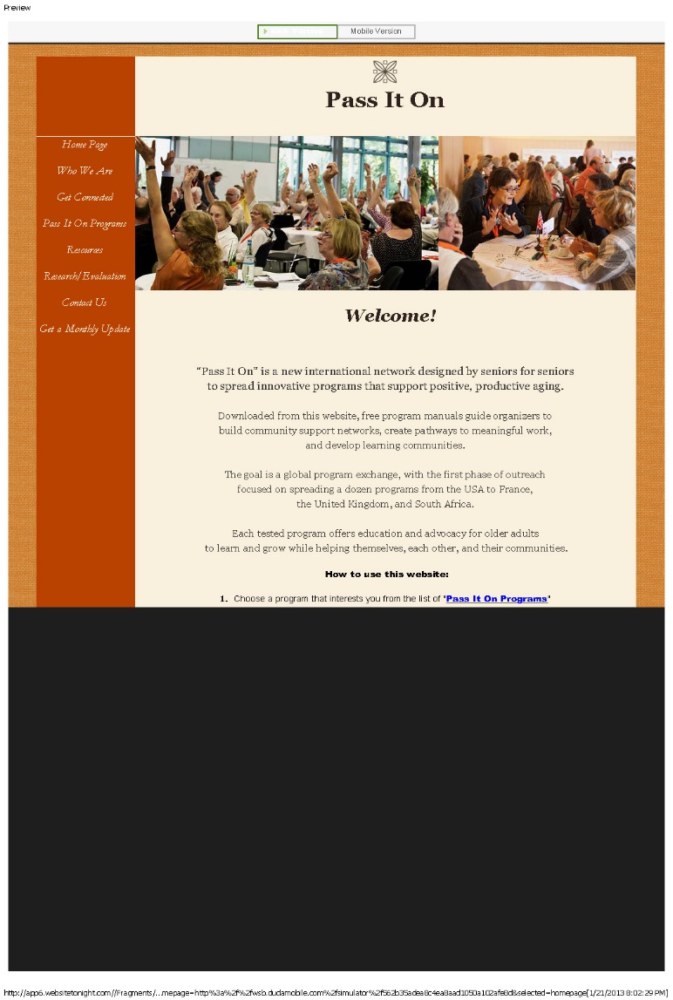 Preview
Mobile Version
Pass It On
Home Page
Who We Are
Get Connected
Pass It On Programs
Resources
Research/Evaluation
Contact Us
Get a Monthly Update
Welcome!
“Pass It On” is a new international network designed by seniors for seniors
to spread innovative programs that support positive, productive aging.
Downloaded from this website, free program manuals guide organizers to
build community support networks, create pathways to meaningful work,
and develop learning communities.
The goal is a global program exchange, with the first phase of outreach
focused on spreading a dozen programs from the USA to France,
the United Kingdom, and South Africa.
Each tested program offers education and advocacy for older adults
to learn and grow while helping themselves, each other, and their communities.
How to use this website:
1. Choose a program that interests you from the list of "Pass It On Programs"
http://app6.websitetonight.com//Fragments/...mepage=http%3a%2f%2fwsb.dudamobile.com%2fsimulator%2f562b35adea8c4ea8aad1050a102afe8d&selected=homepage[1/21/2013 8:02:29 PM]